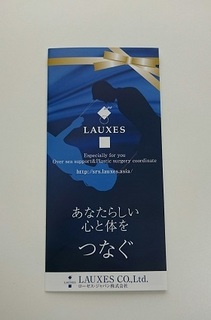 LAUXES
Especially for you
Over sea support&Plastic surgery coordinate
http://srs.lauxes.asia/
あなたらしい
心と体を
つなぐ
LAUXES CO.,Ltd.
ローゼス・ジャパン株式会社